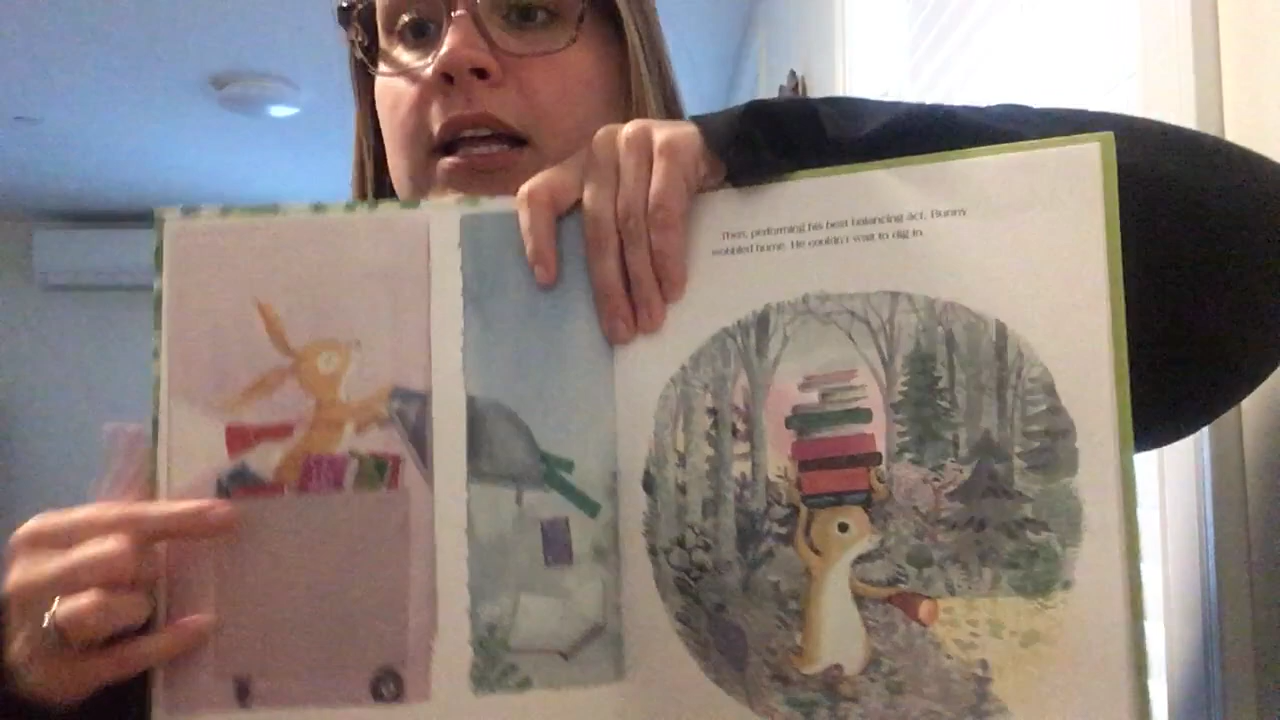 Then, performing his best balancing act, Bunny
wobbled home. He couldn't wait to dig in.